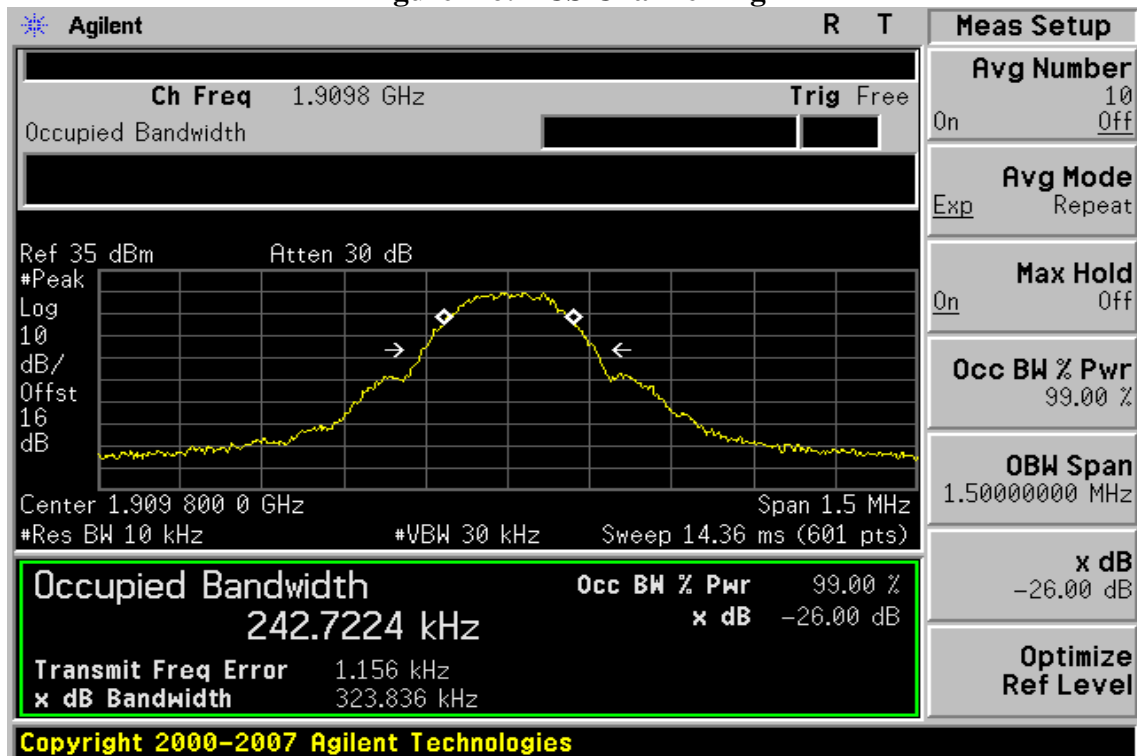 Agilent R T
Ch Freq 1.9098 GHz Trig Free
Occupied Bandwidth
Ref 35 dBm Atten 30 dB
#Peak
Log
10
dB/
Offst
16
dB
Center 1.909 800 0 GHz Span 1.5 MHz
#Res BW 10 kHz #VBW 30 kHz Sweep 14.36 ms (601 pts)
Occupied Bandwidth
242.7224 kHz
Occ BW % Pwr 99.00 %
x dB -26.00 dB
Transmit Freq Error 1.156 kHz
x dB Bandwidth 323.836 kHz
Copyright 2000-2007 Agilent Technologies
Meas Setup
Avg Number
10
On Off
Avg Mode
Exp Repeat
Max Hold
On Off
Occ BW % Pwr
99.00 %
OBW Span
1.50000000 MHz
x dB
-26.00 dB
Optimize
Ref Level